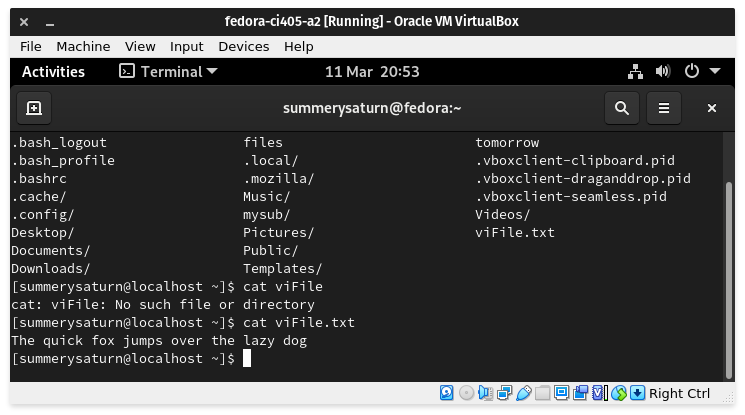 fedora-ci405-a2 [Running] - Oracle VM VirtualBox
File Machine View Input Devices Help
Activities Terminal 11 Mar 20:53
summerysaturn@fedora:~
.bash_logout files tomorrow
.bash_profile .local/ .vboxclient-clipboard.pid
.bashrc .mozilla/ .vboxclient-draganddrop.pid
.cache/ Music/ .vboxclient-seamless.pid
.config/ mysub/ Videos/
Desktop/ Pictures/ viFile.txt
Documents/ Public/
Downloads/ Templates/
[summerysaturn@localhost ~]$ cat viFile
cat: viFile: No such file or directory
[summerysaturn@localhost ~]$ cat viFile.txt
The quick fox jumps over the lazy dog
[summerysaturn@localhost ~]$
Right Ctrl